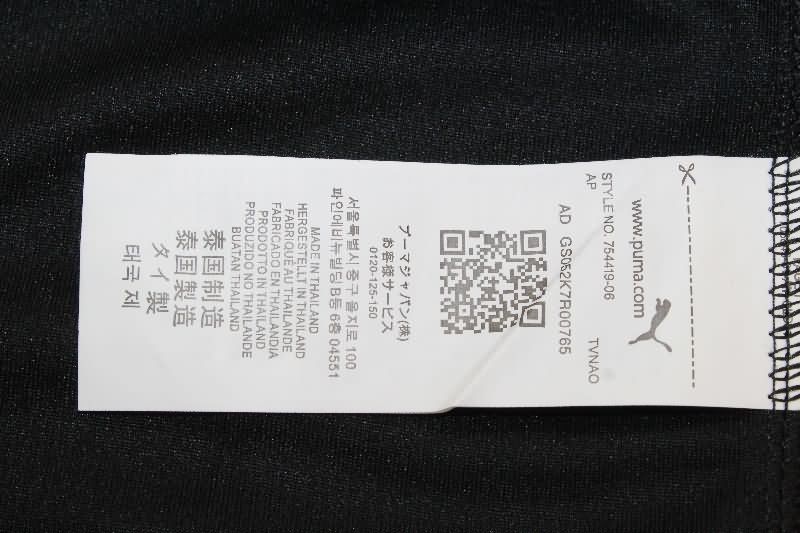 www.puma.com
STYLE NO. 754419-06 TVNAO
AP
AD GS052K7R00765
プーマジャパン(株)
お客様サービス
0120-125-150
서울특별시 중구 을지로 100
파인에비뉴빌딩 B동 6층 04551
MADE IN THAILAND
HERGESTELLT IN THAILAND
FABRIQUE AU THAILANDE
FABRICADO EN THAILANDIA
PRODOTTO IN THAILAND
PRODUZIDO NO THAILANDE
BUATAN THAILAND
泰国制造
泰國製造
タイ製
태국제